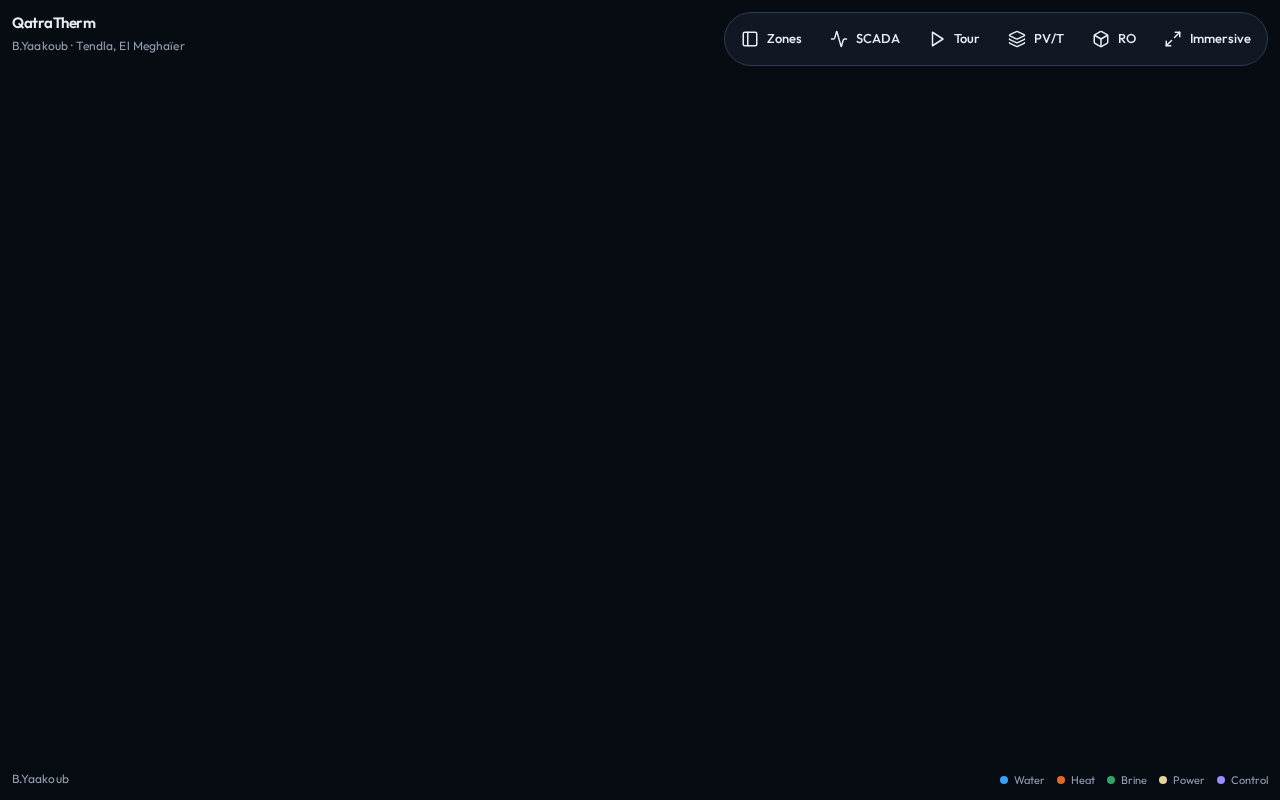 QatraTherm
B.Yaakoub · Tendla, El Meghaïer
Zones SCADA Tour PV/T RO Immersive
B.Yaakoub
Water Heat Brine Power Control